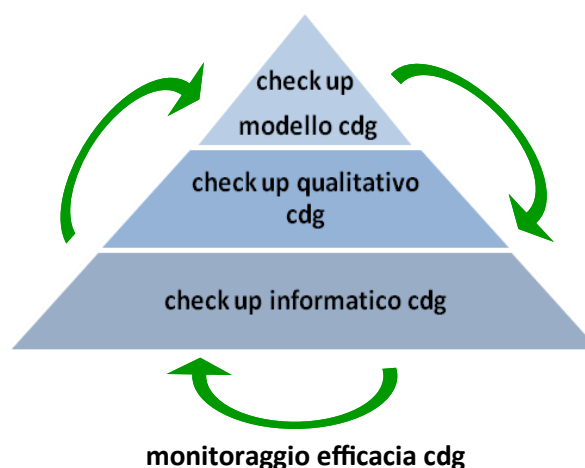 check up
modello cdg
check up qualitativo
cdg
check up informatico cdg
monitoraggio efficacia cdg